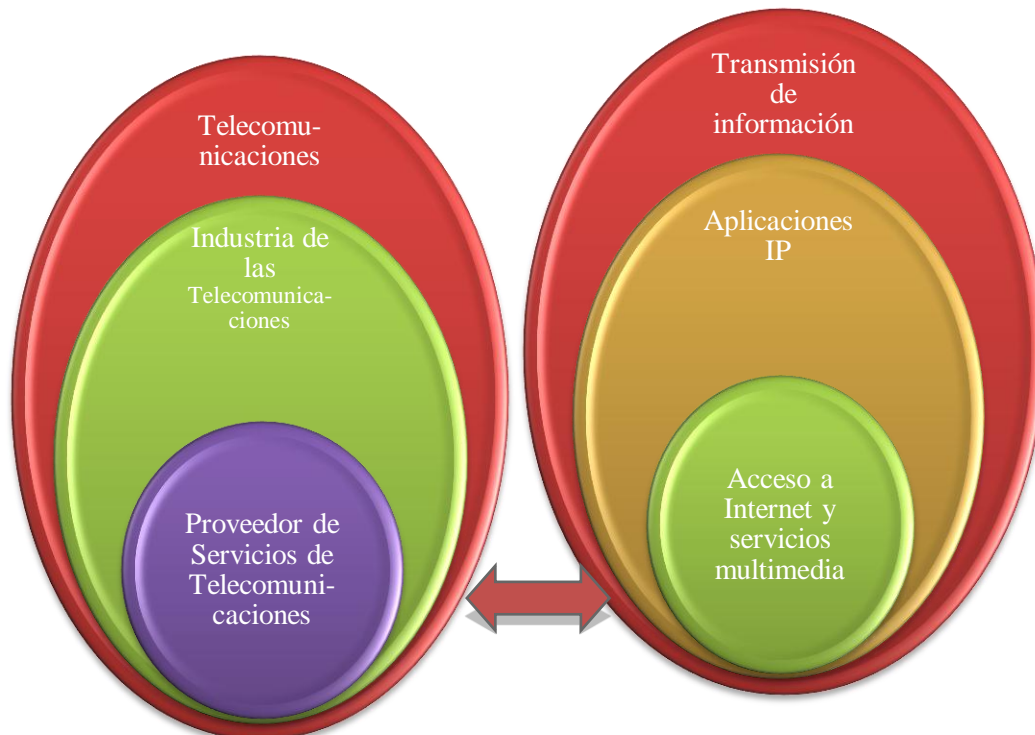 Telecomu-
nicaciones
Industria de
las
Telecomunica-
ciones
Proveedor de
Servicios de
Telecomuni-
caciones
Transmisión
de
información
Aplicaciones
IP
Acceso a
Internet y
servicios
multimedia